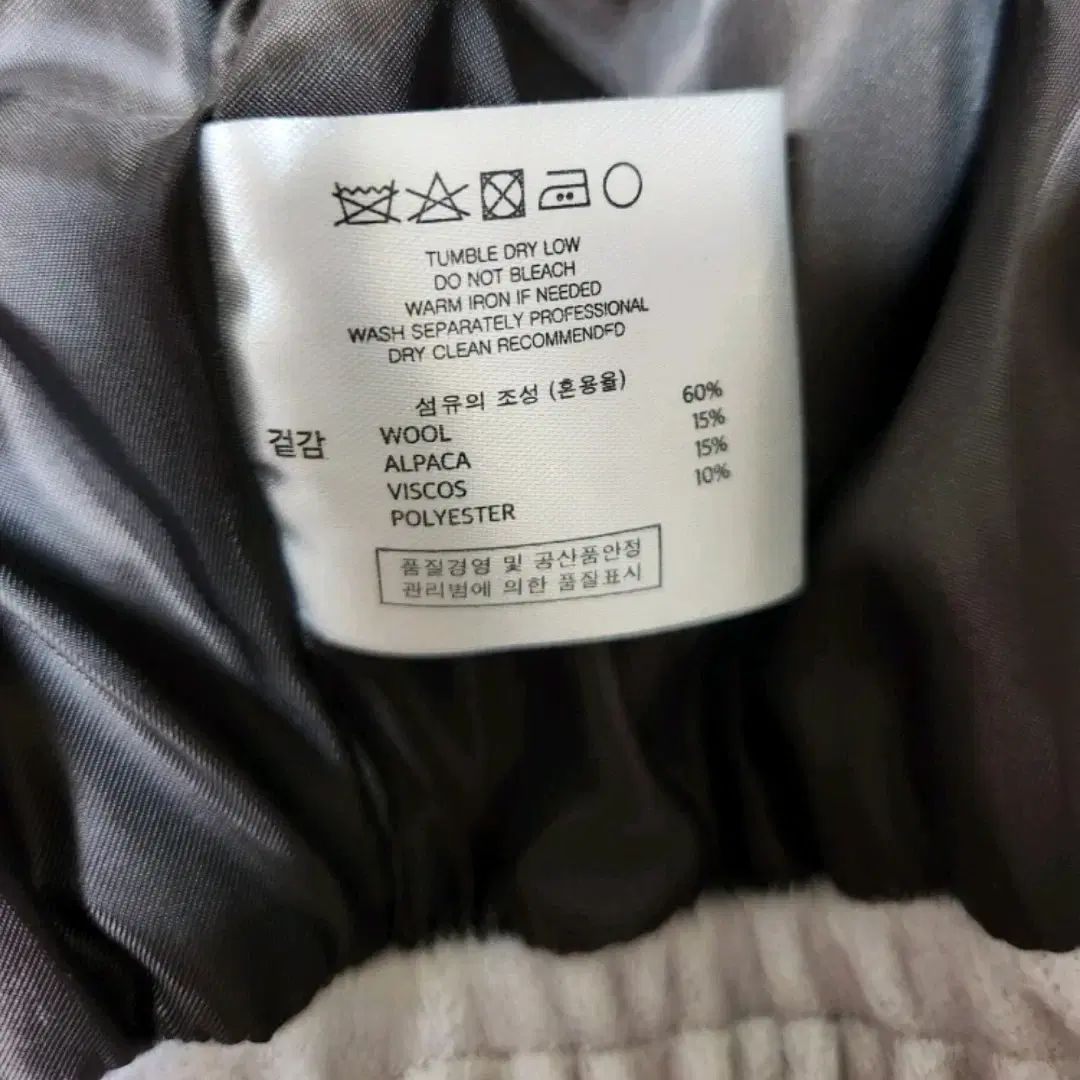 TUMBLE DRY LOW
DO NOT BLEACH
WARM IRON IF NEEDED
WASH SEPARATELY PROFESSIONAL
DRY CLEAN RECOMMENDED
섬유의 조성 (혼용율)
겉감 WOOL 60%
ALPACA 15%
VISCOS 15%
POLYESTER 10%
품질경영 및 공산품안정
관리법에 의한 품질표시